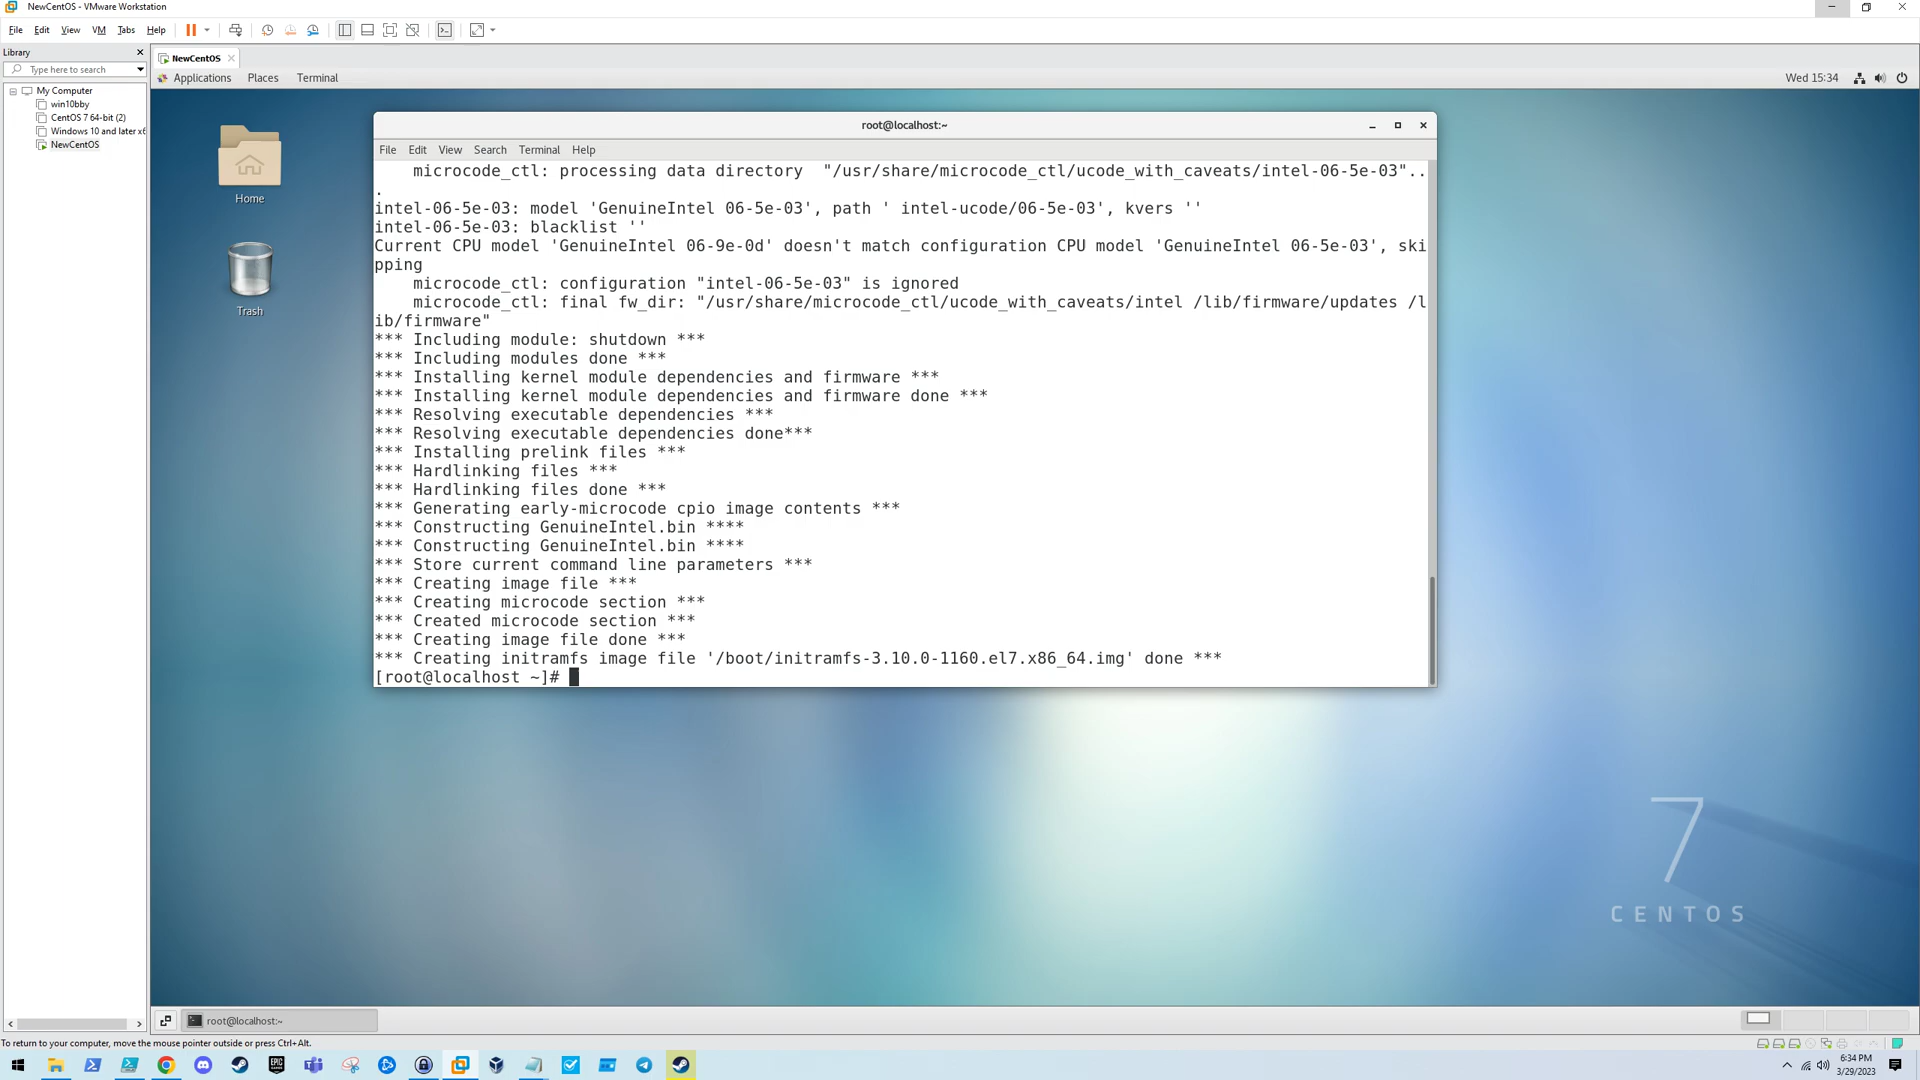 NewCentOS - VMware Workstation
File Edit View VM Tabs Help
Library
Type here to search
My Computer
win10bby
CentOS 7 64-bit (2)
Windows 10 and later x6
NewCentOS
NewCentOS
Applications Places Terminal
Wed 15:34
Home
Trash
root@localhost:~
File Edit View Search Terminal Help
microcode_ctl: processing data directory  "/usr/share/microcode_ctl/ucode_with_caveats/intel-06-5e-03"..
.
intel-06-5e-03: model 'GenuineIntel 06-5e-03', path ' intel-ucode/06-5e-03', kvers ''
intel-06-5e-03: blacklist ''
Current CPU model 'GenuineIntel 06-9e-0d' doesn't match configuration CPU model 'GenuineIntel 06-5e-03', ski
pping
microcode_ctl: configuration "intel-06-5e-03" is ignored
microcode_ctl: final fw_dir: "/usr/share/microcode_ctl/ucode_with_caveats/intel /lib/firmware/updates /l
ib/firmware"
*** Including module: shutdown ***
*** Including modules done ***
*** Installing kernel module dependencies and firmware ***
*** Installing kernel module dependencies and firmware done ***
*** Resolving executable dependencies ***
*** Resolving executable dependencies done***
*** Installing prelink files ***
*** Hardlinking files ***
*** Hardlinking files done ***
*** Generating early-microcode cpio image contents ***
*** Constructing GenuineIntel.bin ****
*** Constructing GenuineIntel.bin ****
*** Store current command line parameters ***
*** Creating image file ***
*** Creating microcode section ***
*** Created microcode section ***
*** Creating image file done ***
*** Creating initramfs image file '/boot/initramfs-3.10.0-1160.el7.x86_64.img' done ***
[root@localhost ~]#
7
CENTOS
root@localhost:~
To return to your computer, move the mouse pointer outside or press Ctrl+Alt.
EPIC
6:34 PM
3/29/2023